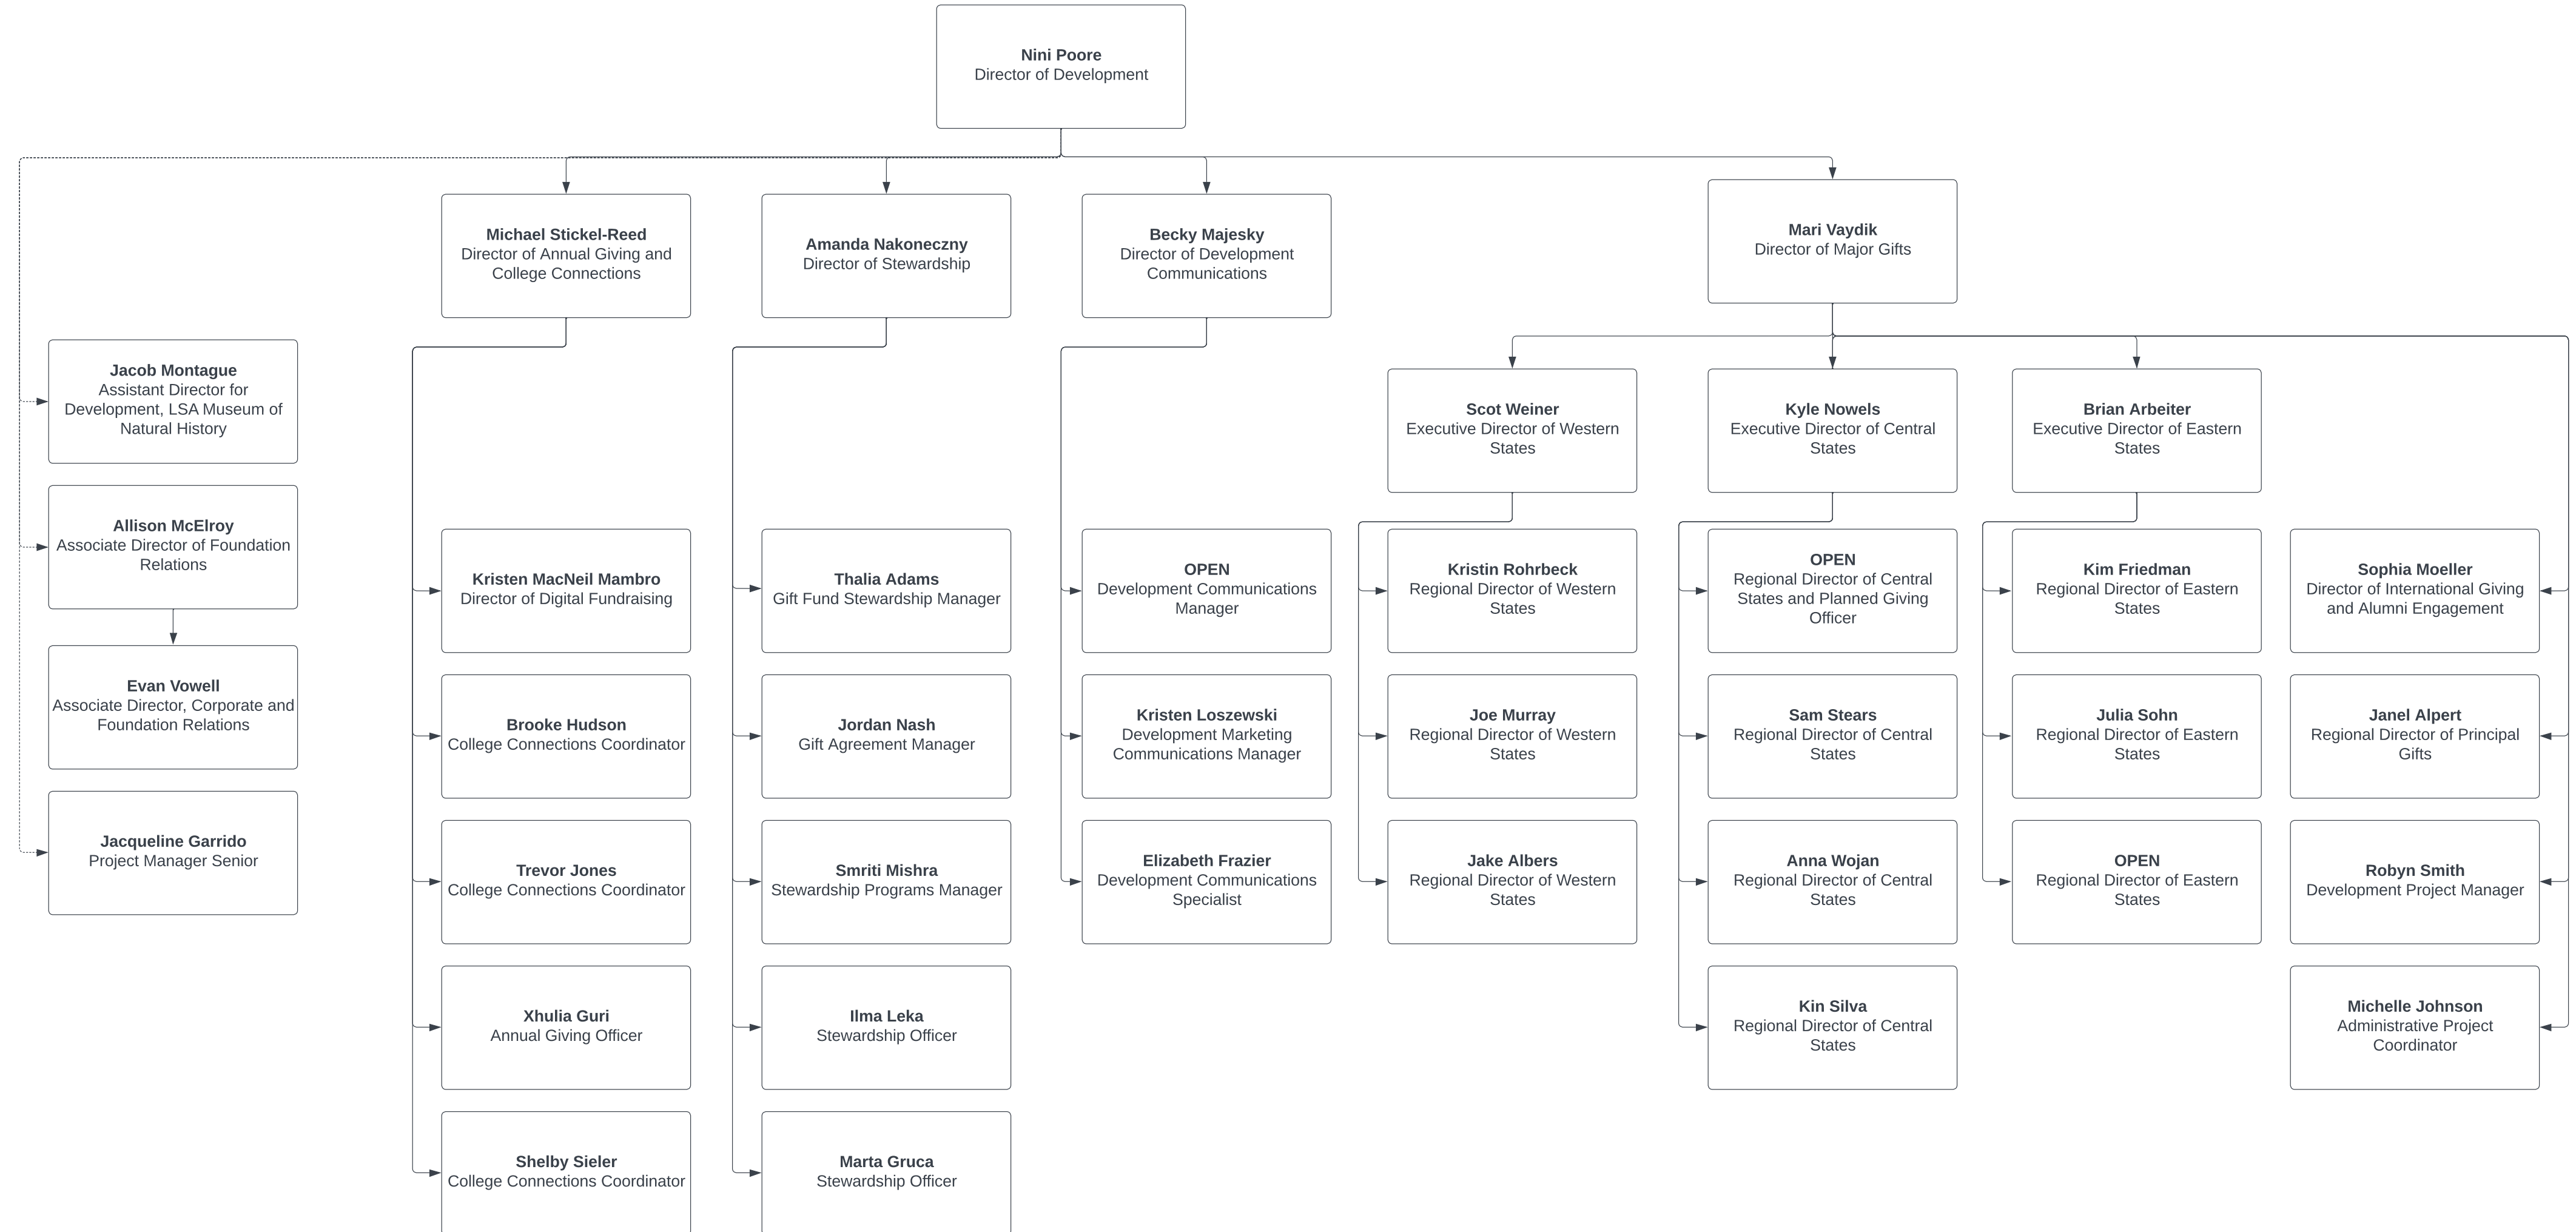 Nini Poore
Director of Development
Michael Stickel-Reed
Director of Annual Giving and
College Connections
Amanda Nakoneczny
Director of Stewardship
Becky Majesky
Director of Development
Communications
Mari Vaydik
Director of Major Gifts
Jacob Montague
Assistant Director for
Development, LSA Museum of
Natural History
Allison McElroy
Associate Director of Foundation
Relations
Evan Vowell
Associate Director, Corporate and
Foundation Relations
Jacqueline Garrido
Project Manager Senior
Kristen MacNeil Mambro
Director of Digital Fundraising
Brooke Hudson
College Connections Coordinator
Trevor Jones
College Connections Coordinator
Xhulia Guri
Annual Giving Officer
Shelby Sieler
College Connections Coordinator
Thalia Adams
Gift Fund Stewardship Manager
Jordan Nash
Gift Agreement Manager
Smriti Mishra
Stewardship Programs Manager
Ilma Leka
Stewardship Officer
Marta Gruca
Stewardship Officer
OPEN
Development Communications
Manager
Kristen Loszewski
Development Marketing
Communications Manager
Elizabeth Frazier
Development Communications
Specialist
Scot Weiner
Executive Director of Western
States
Kristin Rohrbeck
Regional Director of Western
States
Joe Murray
Regional Director of Western
States
Jake Albers
Regional Director of Western
States
Kyle Nowels
Executive Director of Central
States
OPEN
Regional Director of Central
States and Planned Giving
Officer
Sam Stears
Regional Director of Central
States
Anna Wojan
Regional Director of Central
States
Kin Silva
Regional Director of Central
States
Brian Arbeiter
Executive Director of Eastern
States
Kim Friedman
Regional Director of Eastern
States
Julia Sohn
Regional Director of Eastern
States
OPEN
Regional Director of Eastern
States
Sophia Moeller
Director of International Giving
and Alumni Engagement
Janel Alpert
Regional Director of Principal
Gifts
Robyn Smith
Development Project Manager
Michelle Johnson
Administrative Project
Coordinator